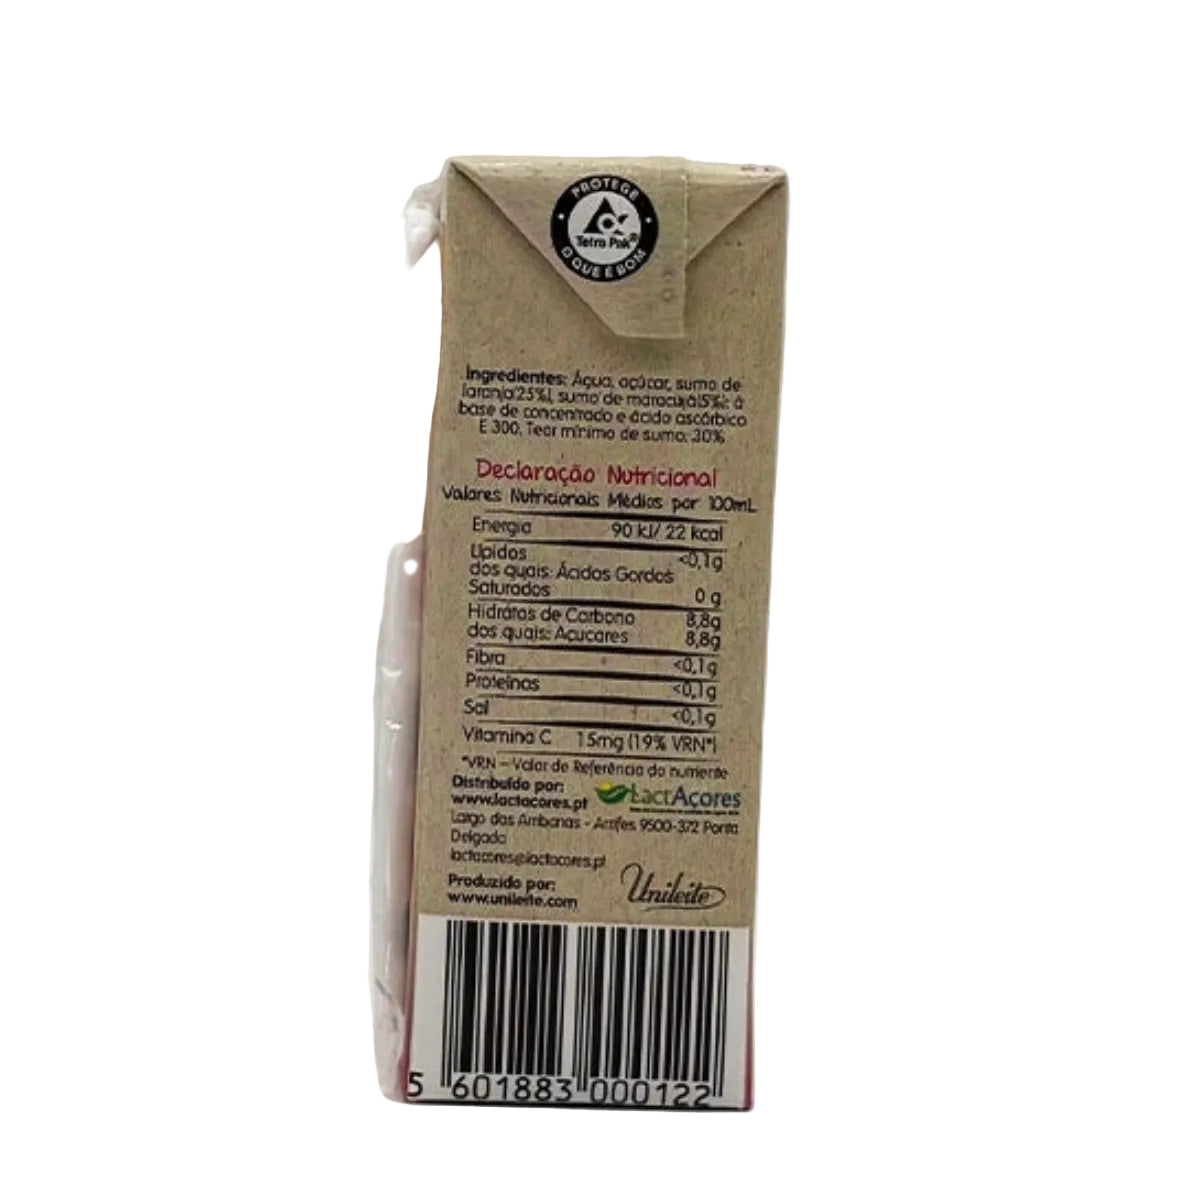 PROTEGE
Tetra Pak®
O QUE É BOM
Ingredientes: Água, açúcar, sumo de
laranja(25%), sumo de maracujá(5%); à
base de concentrado e ácido ascórbico
E 300. Teor mínimo de sumo: 30%
Declaração Nutricional
Valores Nutricionais Médios por 100mL
Energia 90 kJ/ 22 kcal
Lípidos <0,1g
dos quais: Ácidos Gordos
Saturados 0 g
Hidratos de Carbono 8,8g
dos quais: Açucares 8,8g
Fibra <0,1g
Proteínas <0,1g
Sal <0,1g
Vitamina C 15mg (19% VRN*)
*VRN – Valor de Referência do nutriente
Distribuído por:
www.lactacores.pt
LactAçores
Largo das Arribanas - Arrifes 9500-372 Ponta
Delgada
lactacores@lactacores.pt
Produzido por:
www.unileite.com
Unileite
5 601883 000122